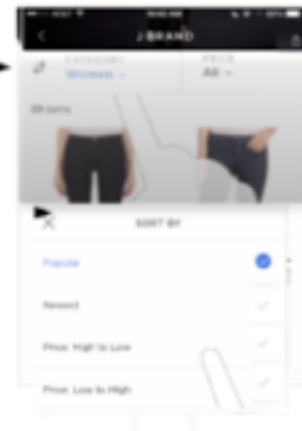 J BRAND
CATEGORY
PRICE
Women
All
SORT BY
Popular
Newest
Price: High to Low
Price: Low to High